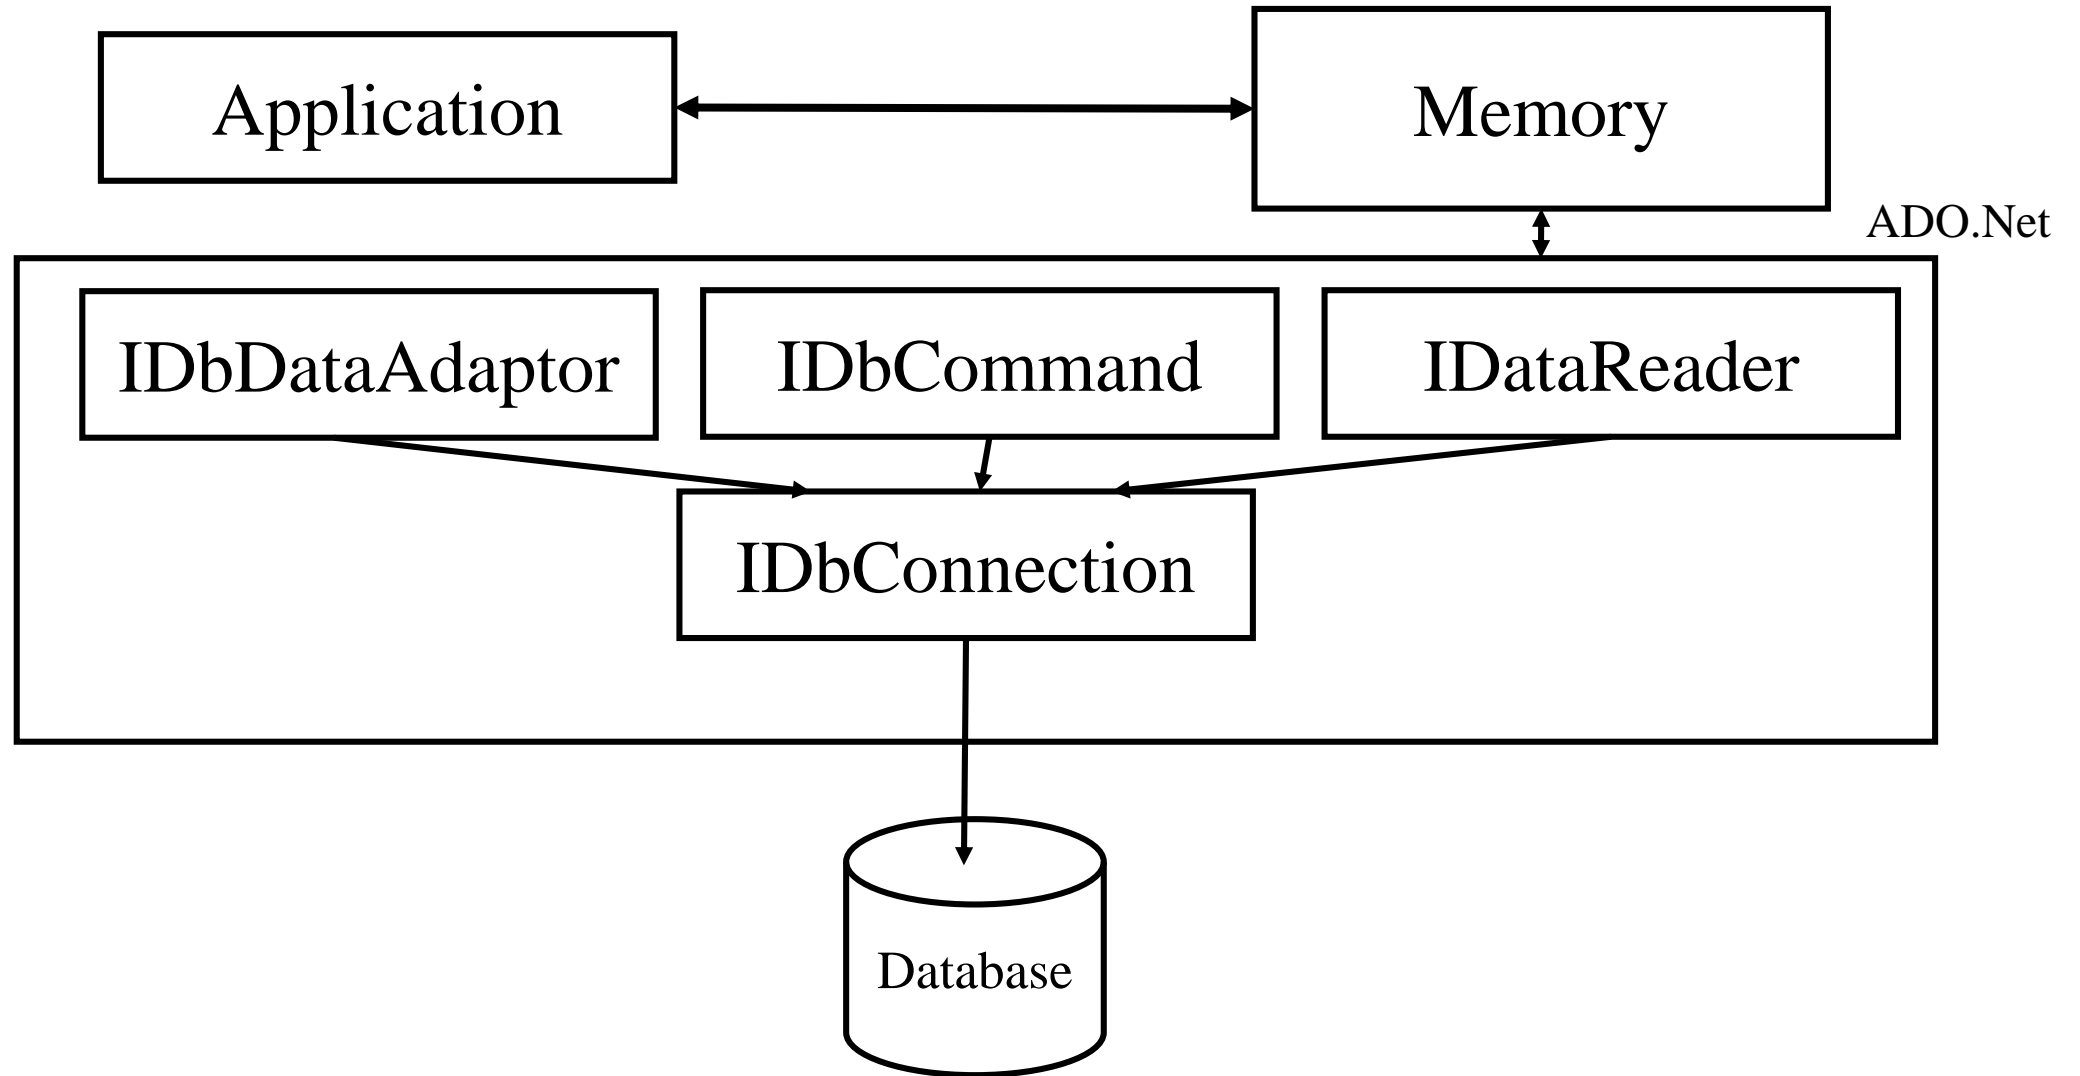 Application
Memory
ADO.Net
IDbDataAdaptor
IDbCommand
IDataReader
IDbConnection
Database